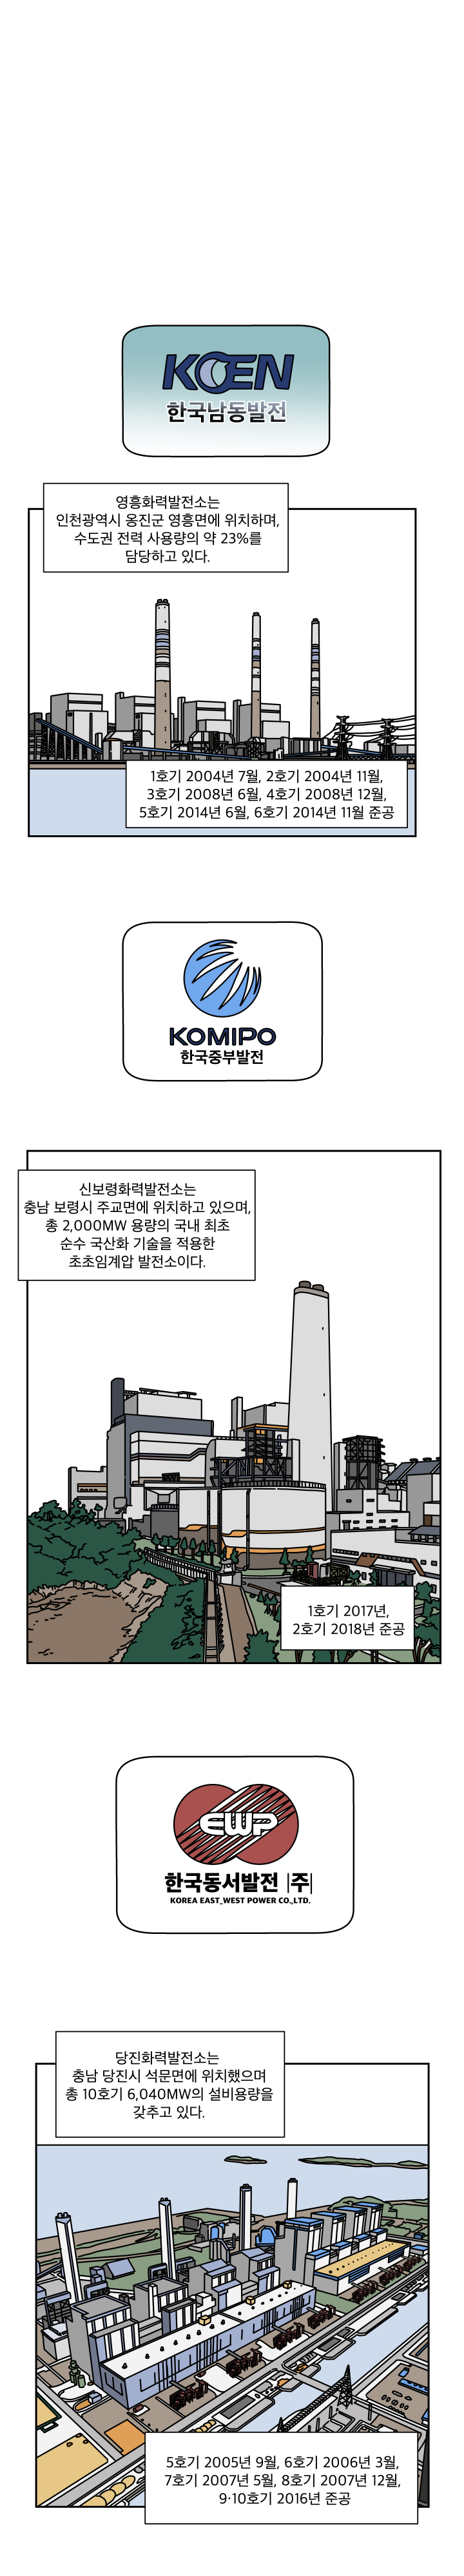 KOEN
한국남동발전
영흥화력발전소는
인천광역시 옹진군 영흥면에 위치하며,
수도권 전력 사용량의 약 23%를
담당하고 있다.
1호기 2004년 7월, 2호기 2004년 11월,
3호기 2008년 6월, 4호기 2008년 12월,
5호기 2014년 6월, 6호기 2014년 11월 준공
KOMIPO
한국중부발전
신보령화력발전소는
충남 보령시 주교면에 위치하고 있으며,
총 2,000MW 용량의 국내 최초
순수 국산화 기술을 적용한
초초임계압 발전소이다.
1호기 2017년,
2호기 2018년 준공
EWP
한국동서발전 |주|
KOREA EAST_WEST POWER CO.,LTD.
당진화력발전소는
충남 당진시 석문면에 위치했으며
총 10호기 6,040MW의 설비용량을
갖추고 있다.
5호기 2005년 9월, 6호기 2006년 3월,
7호기 2007년 5월, 8호기 2007년 12월,
9·10호기 2016년 준공